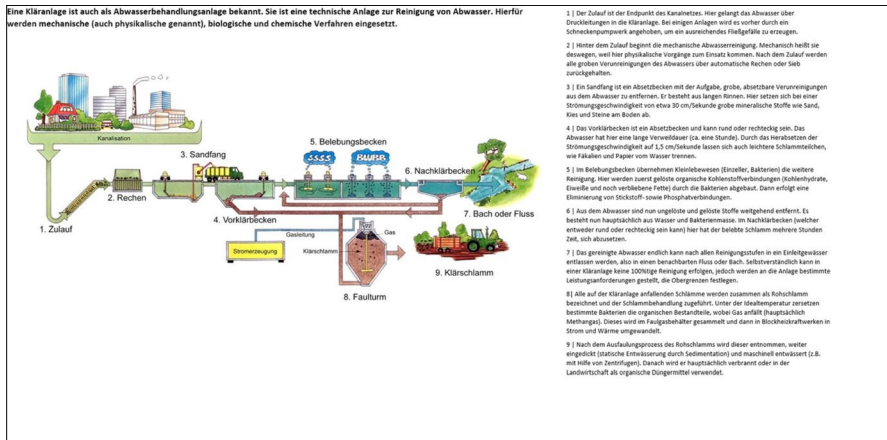 Eine Kläranlage ist auch als Abwasserbehandlungsanlage bekannt. Sie ist eine technische Anlage zur Reinigung von Abwasser. Hierfür
werden mechanische (auch physikalische genannt), biologische und chemische Verfahren eingesetzt.
Kanalisation
1. Zulauf
2. Rechen
3. Sandfang
4. Vorklärbecken
5. Belebungsbecken
6. Nachklärbecken
7. Bach oder Fluss
Gasleitung
Gas
Stromerzeugung
Klärschlamm
8. Faulturm
9. Klärschlamm
1 | Der Zulauf ist der Endpunkt des Kanalnetzes. Hier gelangt das Abwasser über
Druckleitungen in die Kläranlage. Bei einigen Anlagen wird es vorher durch ein
Schneckenpumpwerk angehoben, um ein ausreichendes Fließgefälle zu erzeugen.
2 | Hinter dem Zulauf beginnt die mechanische Abwasserreinigung. Mechanisch heißt sie
deswegen, weil hier physikalische Vorgänge zum Einsatz kommen. Nach dem Zulauf werden
alle groben Verunreinigungen des Abwassers über automatische Rechen oder Sieb
zurückgehalten.
3 | Ein Sandfang ist ein Absetzbecken mit der Aufgabe, grobe, absetzbare Verunreinigungen
aus dem Abwasser zu entfernen. Er besteht aus langen Rinnen. Hier setzen sich bei einer
Strömungsgeschwindigkeit von etwa 30 cm/Sekunde grobe mineralische Stoffe wie Sand,
Kies und Steine am Boden ab.
4 | Das Vorklärbecken ist ein Absetzbecken und kann rund oder rechteckig sein. Das
Abwasser hat hier eine lange Verweildauer (ca. eine Stunde). Durch das Herabsetzen der
Strömungsgeschwindigkeit auf 1,5 cm/Sekunde lassen sich auch leichtere Schlammteilchen,
wie Fäkalien und Papier vom Wasser trennen.
5 | Im Belebungsbecken übernehmen Kleinlebewesen (Einzeller, Bakterien) die weitere
Reinigung. Hier werden zuerst gelöste organische Kohlenstoffverbindungen (Kohlenhydrate,
Eiweiße und noch verbliebene Fette) durch die Bakterien abgebaut. Dann erfolgt eine
Eliminierung von Stickstoff- sowie Phosphatverbindungen.
6 | Aus dem Abwasser sind nun ungelöste und gelöste Stoffe weitgehend entfernt. Es
besteht nun hauptsächlich aus Wasser und Bakterienmasse. Im Nachklärbecken (welcher
entweder rund oder rechteckig sein kann) hier hat der belebte Schlamm mehrere Stunden
Zeit, sich abzusetzen.
7 | Das gereinigte Abwasser endlich kann nach allen Reinigungsstufen in ein Einleitgewässer
entlassen werden, also in einen benachbarten Fluss oder Bach. Selbstverständlich kann in
einer Kläranlage keine 100%tige Reinigung erfolgen, jedoch werden an die Anlage bestimmte
Leistungsanforderungen gestellt, die Obergrenzen festlegen.
8| Alle auf der Kläranlage anfallenden Schlämme werden zusammen als Rohschlamm
bezeichnet und der Schlammbehandlung zugeführt. Unter der Idealtemperatur zersetzen
bestimmte Bakterien die organischen Bestandteile, wobei Gas anfällt (hauptsächlich
Methangas). Dieses wird im Faulgasbehälter gesammelt und dann in Blockheizkraftwerken in
Strom und Wärme umgewandelt.
9 | Nach dem Ausfaulungsprozess des Rohschlamms wird dieser entnommen, weiter
eingedickt (statische Entwässerung durch Sedimentation) und maschinell entwässert (z.B.
mit Hilfe von Zentrifugen). Danach wird er hauptsächlich verbrannt oder in der
Landwirtschaft als organische Düngermittel verwendet.